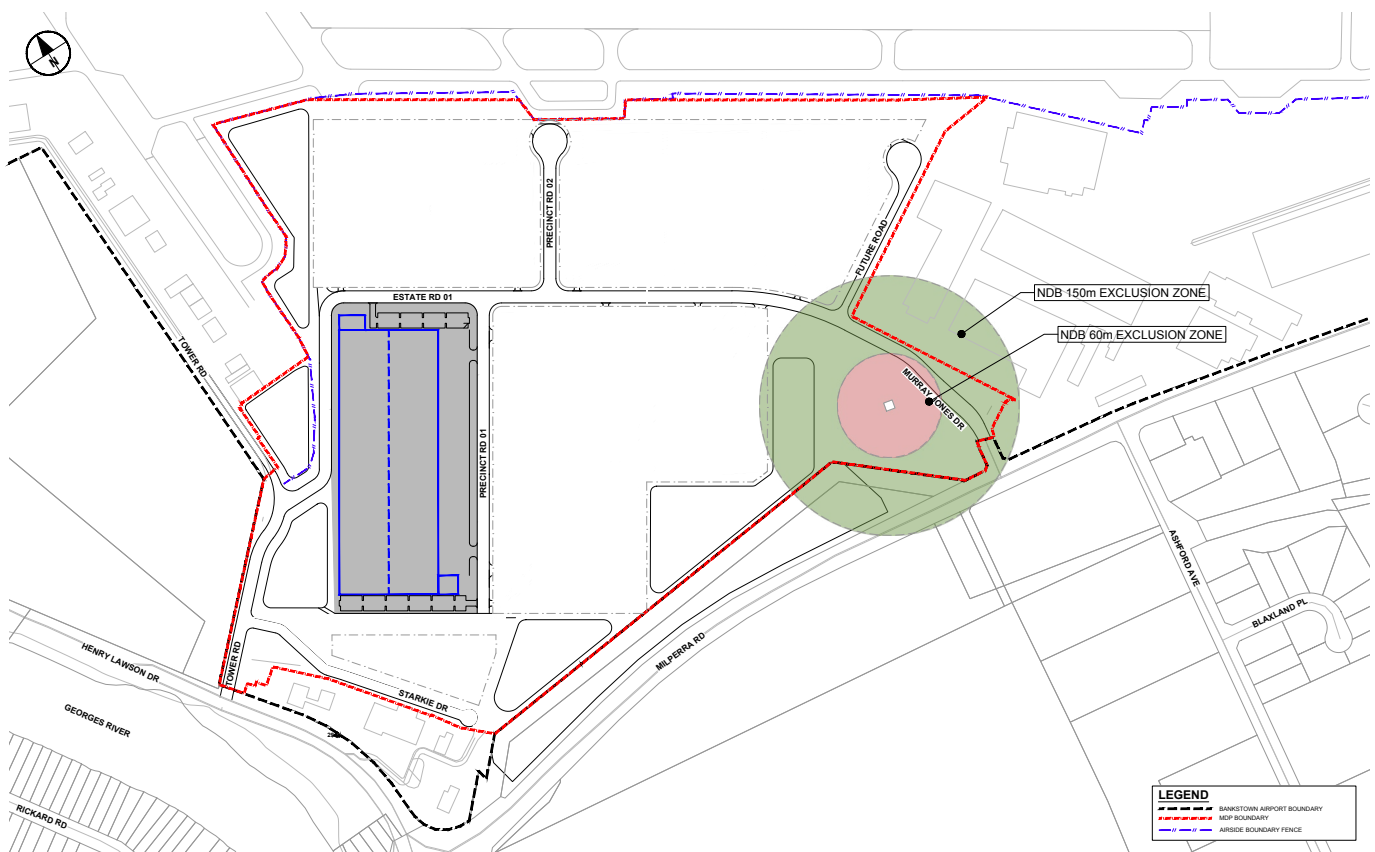 N
PRECINCT RD 02
FUTURE ROAD
ESTATE RD 01
NDB 150m EXCLUSION ZONE
NDB 60m EXCLUSION ZONE
TOWER RD
MURRAY JONES DR
PRECINCT RD 01
ASHFORD AVE
BLAXLAND PL
MILPERRA RD
HENRY LAWSON DR
TOWER RD
STARKIE DR
GEORGES RIVER
RICKARD RD
LEGEND
BANKSTOWN AIRPORT BOUNDARY
MDP BOUNDARY
AIRSIDE BOUNDARY FENCE